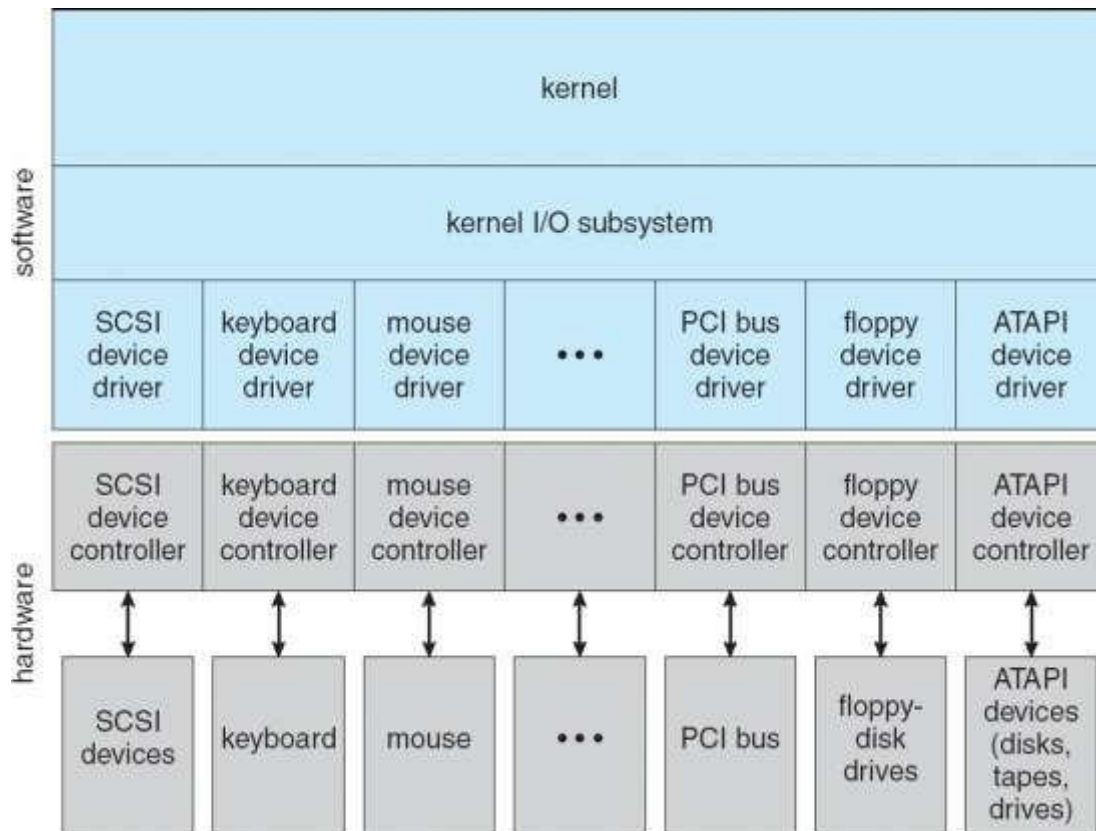 kernel
software
kernel I/O subsystem
SCSI
device
driver
keyboard
device
driver
mouse
device
driver
•••
PCI bus
device
driver
floppy
device
driver
ATAPI
device
driver
hardware
SCSI
device
controller
keyboard
device
controller
mouse
device
controller
•••
PCI bus
device
controller
floppy
device
controller
ATAPI
device
controller
SCSI
devices
keyboard
mouse
•••
PCI bus
floppy-
disk
drives
ATAPI
devices
(disks,
tapes,
drives)